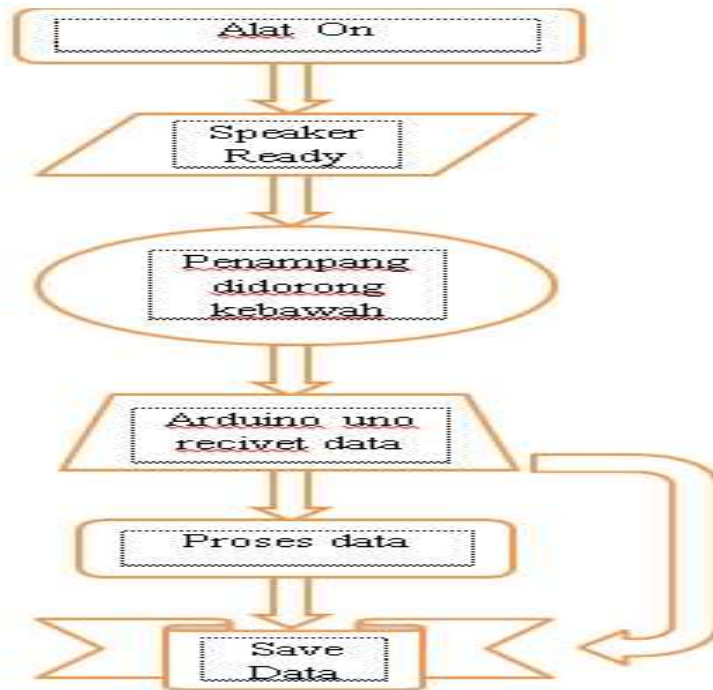 Alat On
Speaker
Ready
Penampang
didorong
kebawah
Arduino uno
recivet data
Proses data
Save
Data